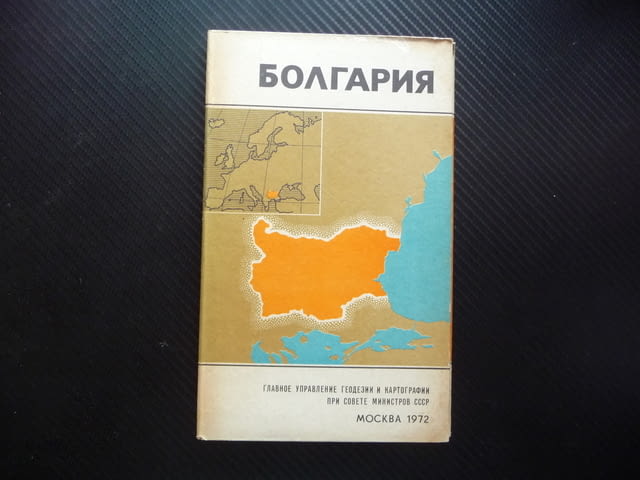 БОЛГАРИЯ
ГЛАВНОЕ УПРАВЛЕНИЕ ГЕОДЕЗИИ И КАРТОГРАФИИ
ПРИ СОВЕТЕ МИНИСТРОВ СССР
МОСКВА 1972